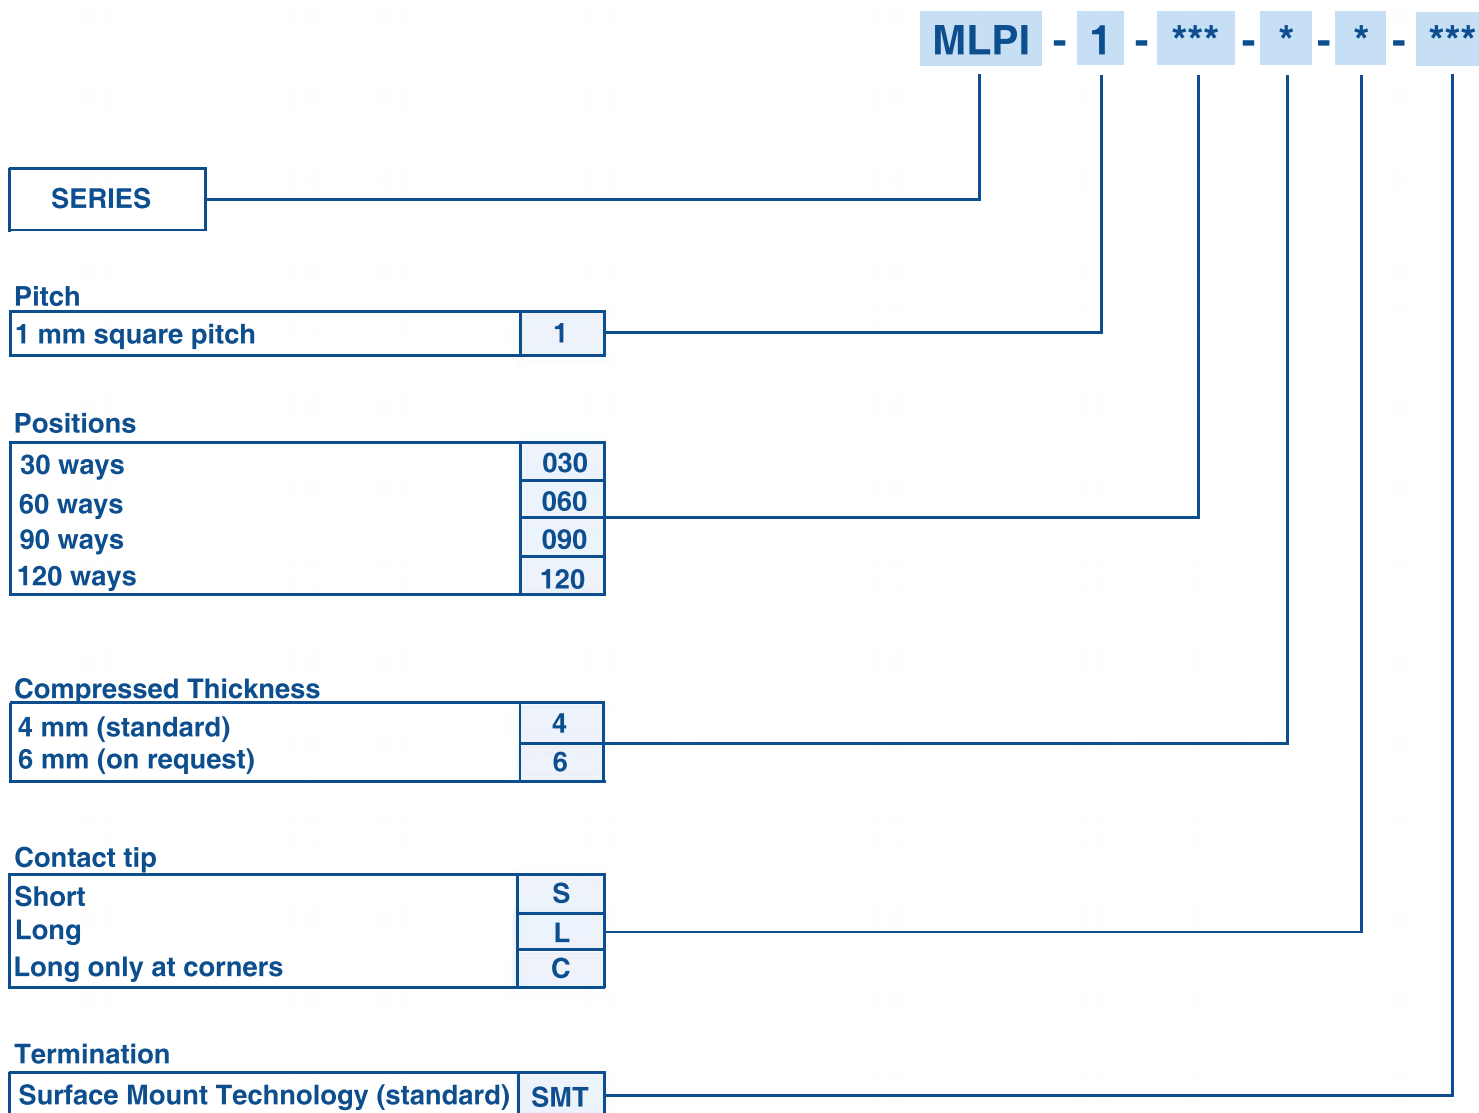 MLPI - 1 - *** - * - * - ***
SERIES
Pitch
1 mm square pitch 1
Positions
30 ways 030
60 ways 060
90 ways 090
120 ways 120
Compressed Thickness
4 mm (standard) 4
6 mm (on request) 6
Contact tip
Short S
Long L
Long only at corners C
Termination
Surface Mount Technology (standard) SMT